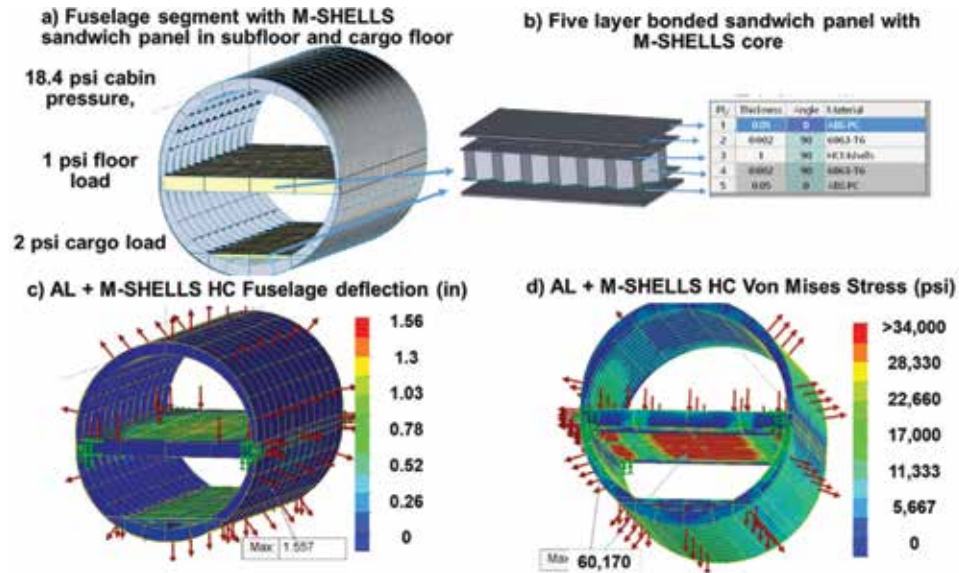 a) Fuselage segment with M-SHELLS
sandwich panel in subfloor and cargo floor
18.4 psi cabin
pressure,
1 psi floor
load
2 psi cargo load
b) Five layer bonded sandwich panel with
M-SHELLS core
Thickness Angle Material
1 0.05 0 ABS-PC
2 0.002 90 6063-T6
3 1 90
4 0.002 90 6063-T6
5 0.05 0 ABS-PC
c) AL + M-SHELLS HC Fuselage deflection (in)
1.56
1.3
1.03
0.78
0.52
0.26
0
Max: 1.557
d) AL + M-SHELLS HC Von Mises Stress (psi)
>34,000
28,330
22,660
17,000
11,333
5,667
0
60,170